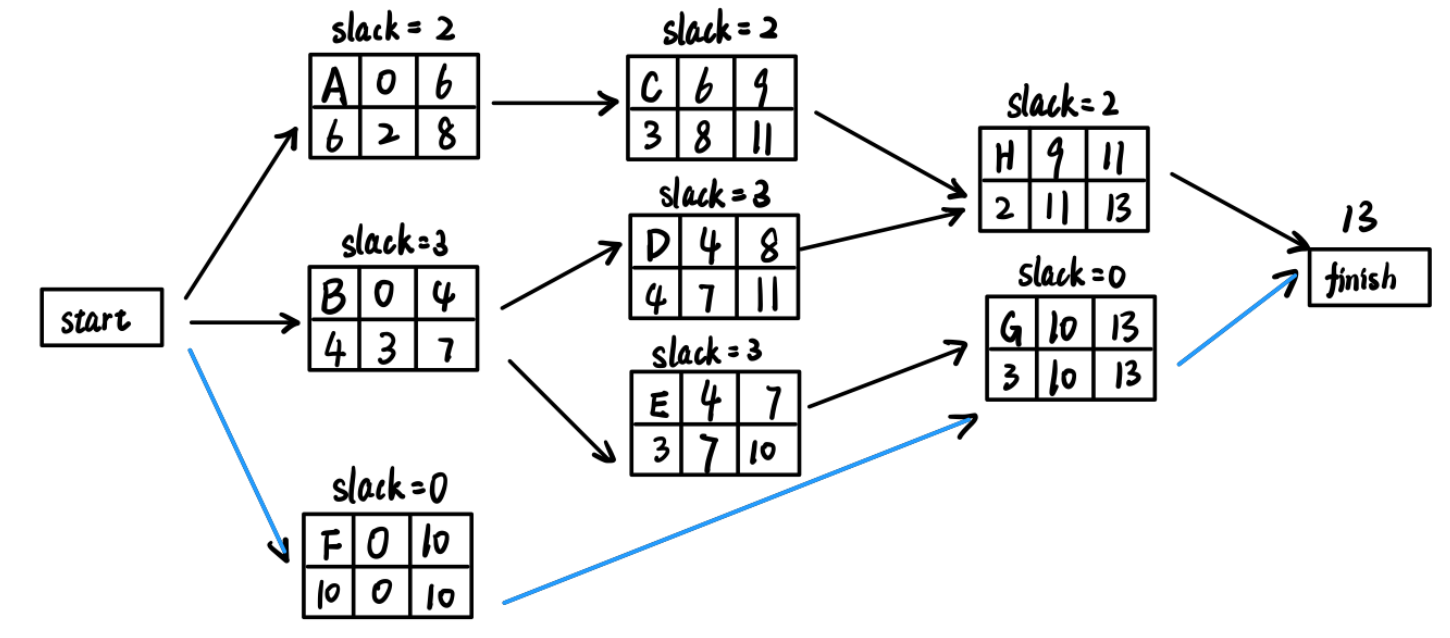 slack = 2
A 0 6
6 2 8
slack = 2
C 6 9
3 8 11
slack = 2
H 9 11
2 11 13
slack = 3
B 0 4
4 3 7
slack = 3
D 4 8
4 7 11
start
13
finish
slack = 0
G 10 13
3 10 13
slack = 3
E 4 7
3 7 10
slack = 0
F 0 10
10 0 10